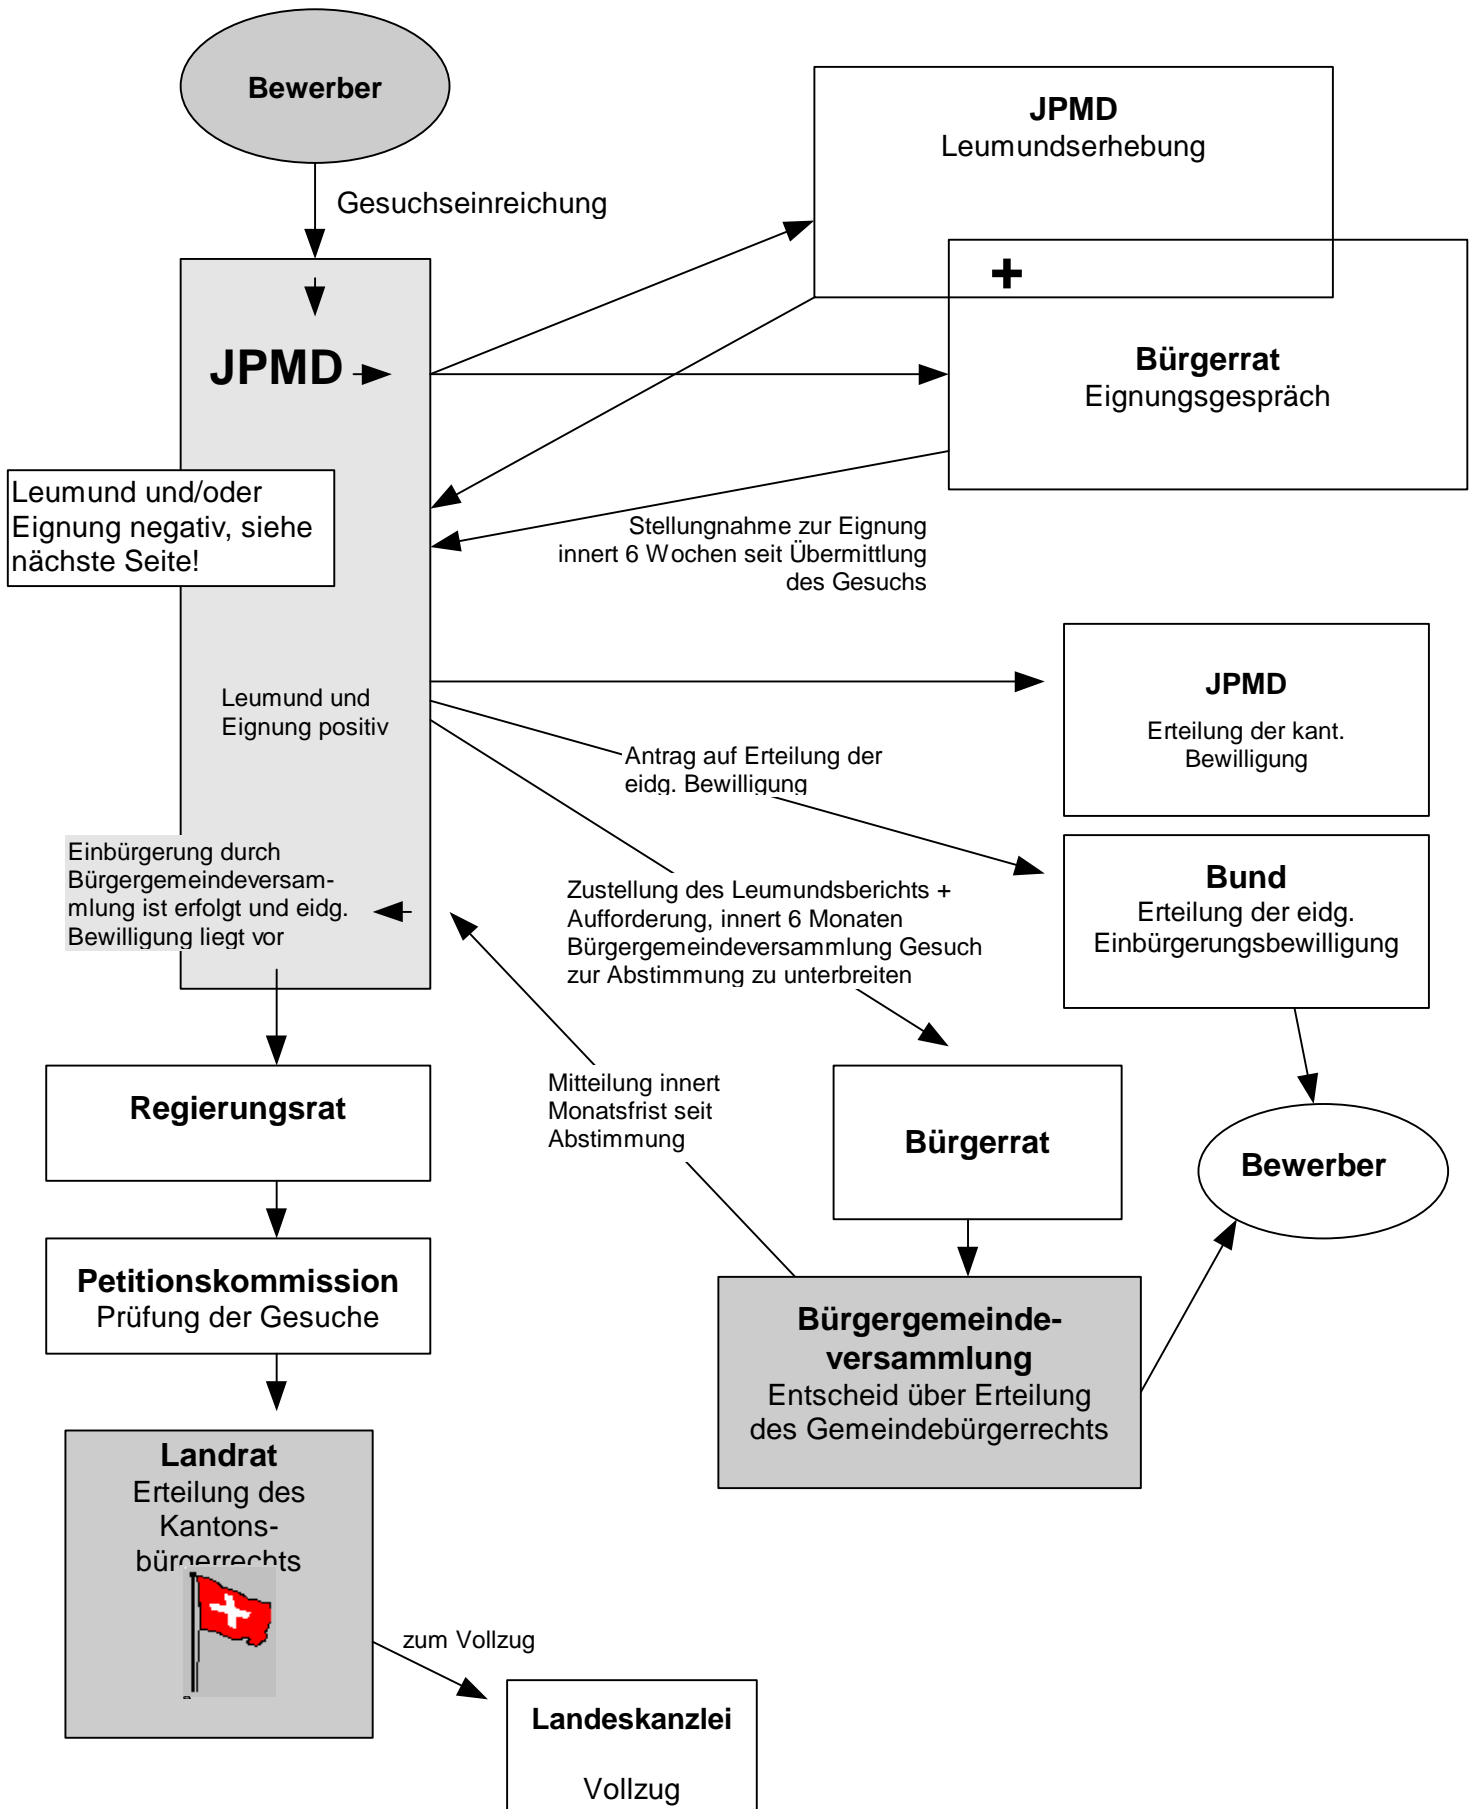 Bewerber
Gesuchseinreichung
JPMD
Leumundserhebung
+
JPMD
Bürgerrat
Eignungsgespräch
Leumund und/oder
Eignung negativ, siehe
nächste Seite!
Stellungnahme zur Eignung
innert 6 Wochen seit Übermittlung
des Gesuchs
Leumund und
Eignung positiv
JPMD
Erteilung der kant.
Bewilligung
Antrag auf Erteilung der
eidg. Bewilligung
Einbürgerung durch
Bürgergemeindeversam-
mlung ist erfolgt und eidg.
Bewilligung liegt vor
Zustellung des Leumundsberichts +
Aufforderung, innert 6 Monaten
Bürgergemeindeversammlung Gesuch
zur Abstimmung zu unterbreiten
Bund
Erteilung der eidg.
Einbürgerungsbewilligung
Regierungsrat
Mitteilung innert
Monatsfrist seit
Abstimmung
Bürgerrat
Bewerber
Petitionskommission
Prüfung der Gesuche
Bürgergemeinde-
versammlung
Entscheid über Erteilung
des Gemeindebürgerrechts
Landrat
Erteilung des
Kantons-
bürgerrechts
zum Vollzug
Landeskanzlei
Vollzug